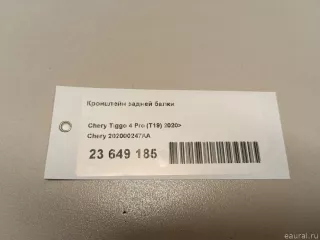 Кронштейн задней балки
Chery Tiggo 4 Pro (T19) 2020>
Chery 202000247AA
23 649 185
eaural.ru